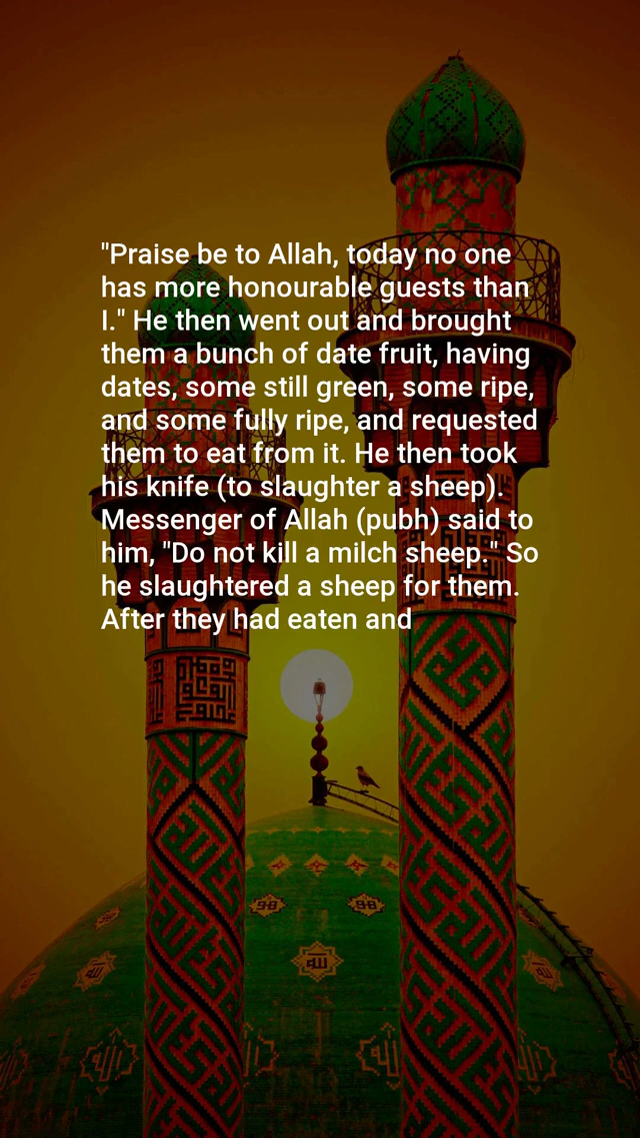 "Praise be to Allah, today no one
has more honourable guests than
I." He then went out and brought
them a bunch of date fruit, having
dates, some still green, some ripe,
and some fully ripe, and requested
them to eat from it. He then took
his knife (to slaughter a sheep).
Messenger of Allah (pubh) said to
him, "Do not kill a milch sheep." So
he slaughtered a sheep for them.
After they had eaten and
الله